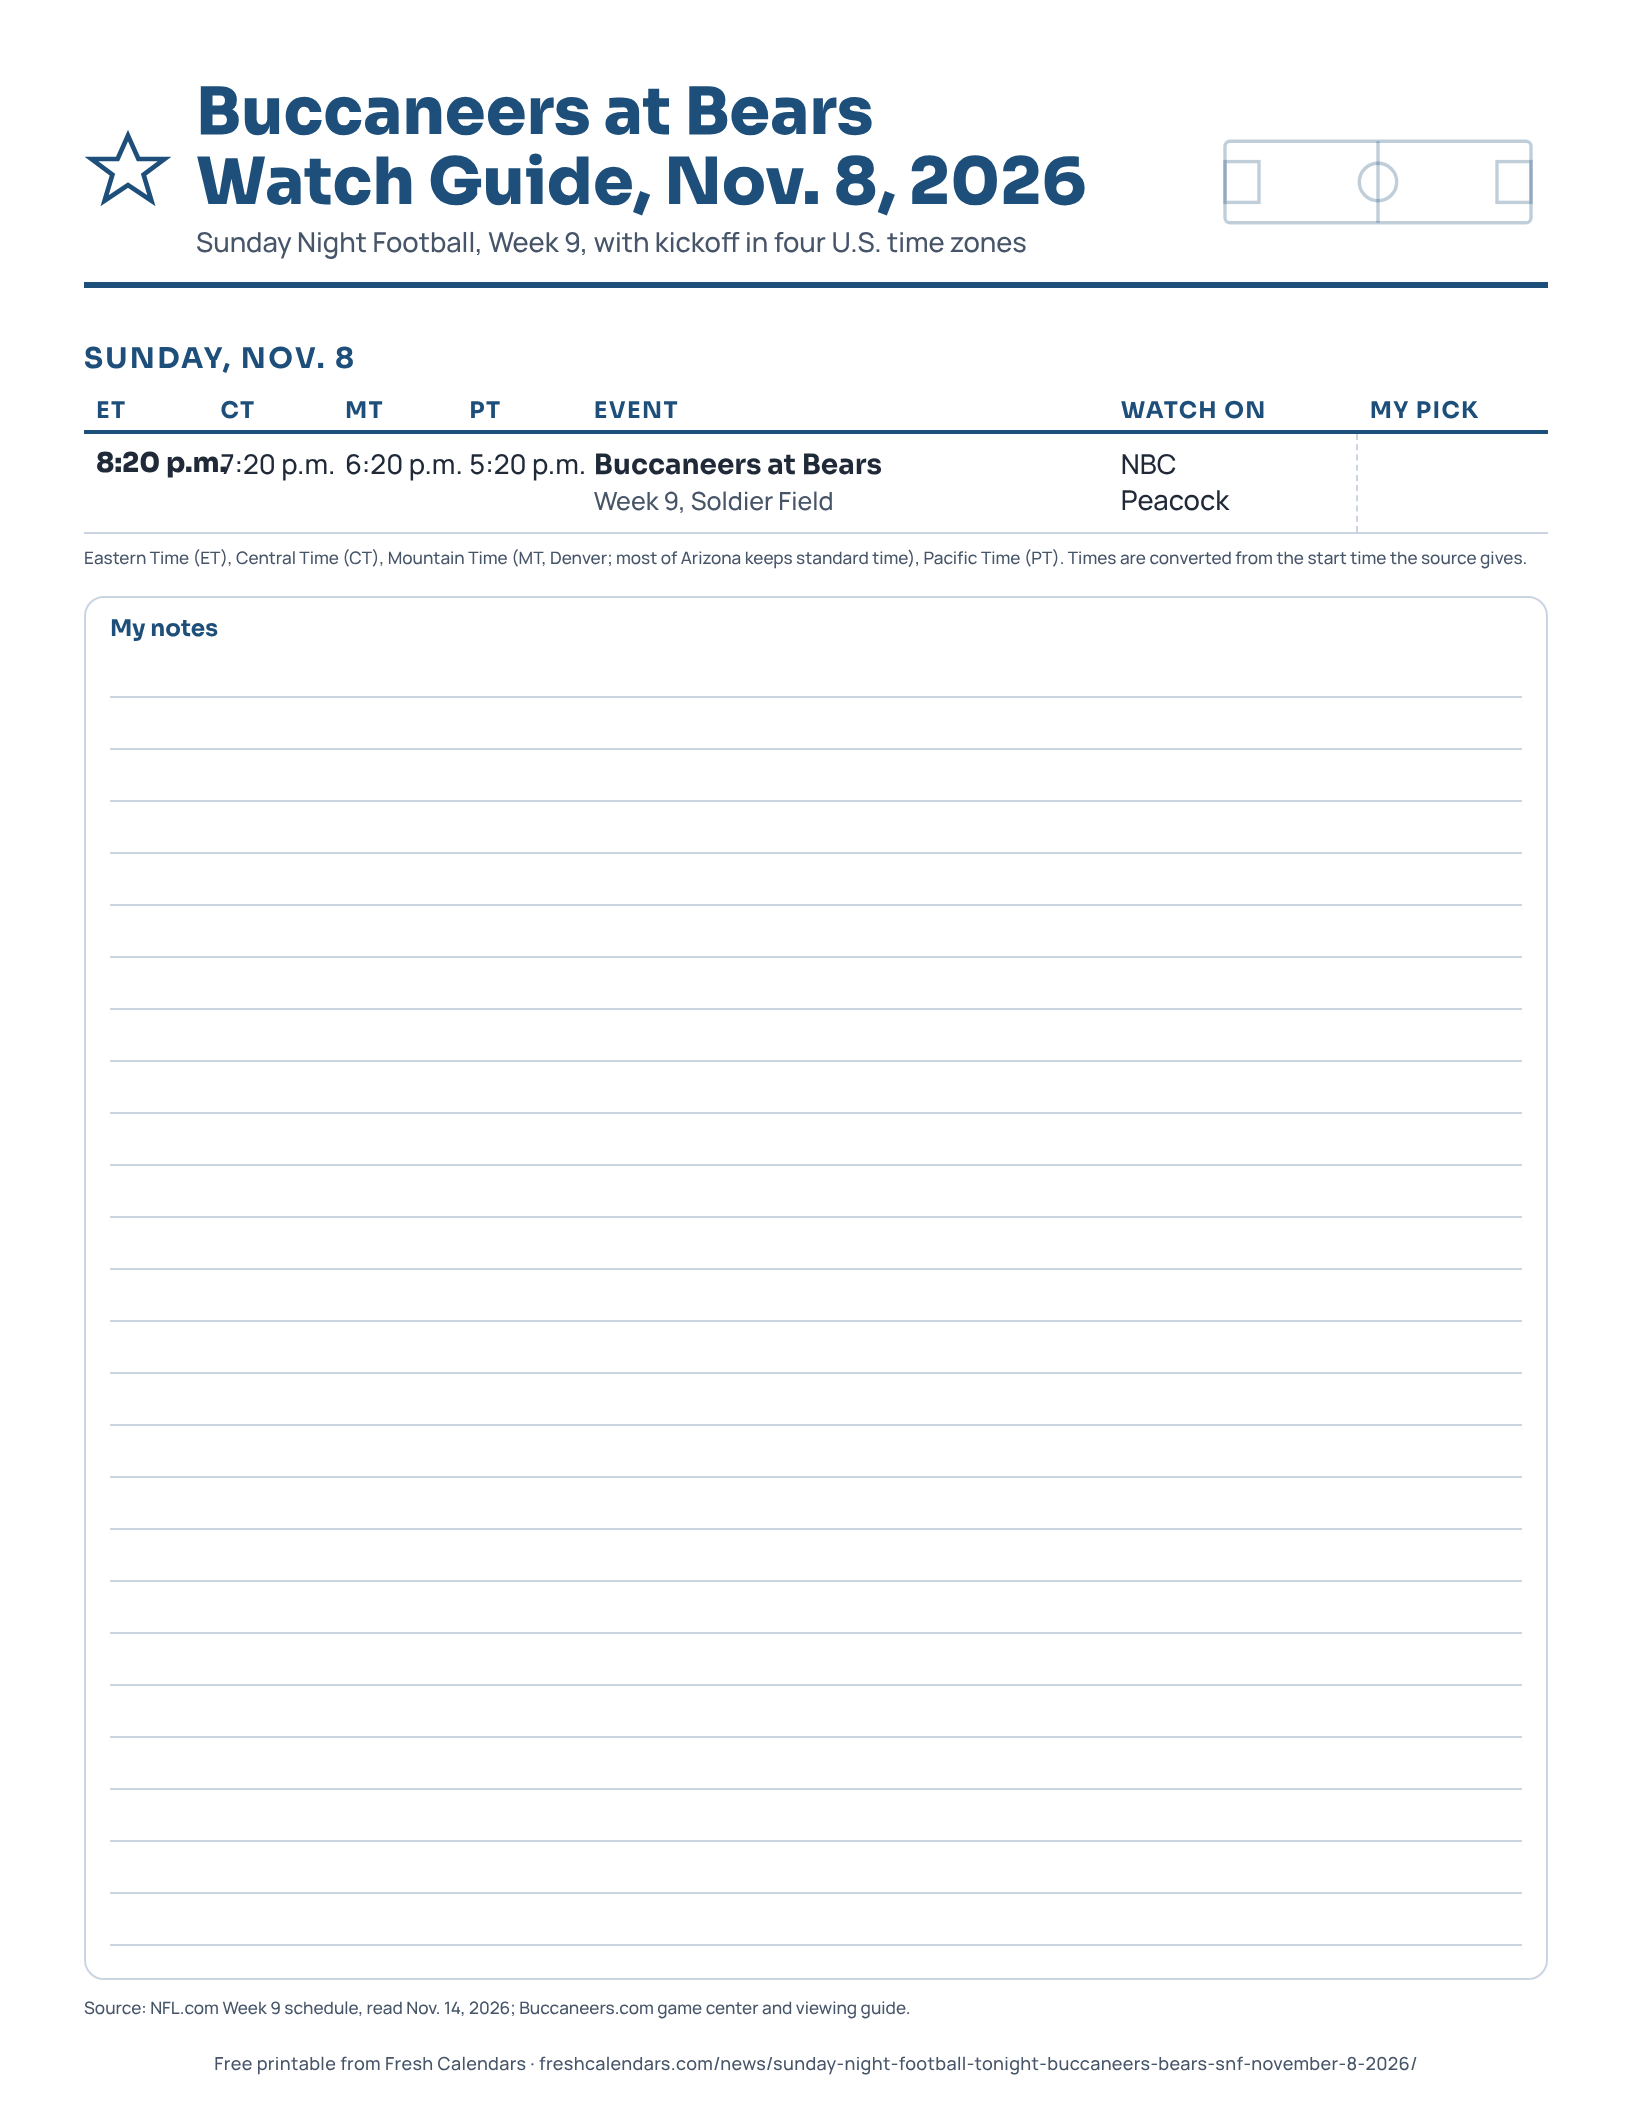 Buccaneers at Bears
Watch Guide, Nov. 8, 2026
Sunday Night Football, Week 9, with kickoff in four U.S. time zones
SUNDAY, NOV. 8
ET CT MT PT EVENT WATCH ON MY PICK
8:20 p.m. 7:20 p.m. 6:20 p.m. 5:20 p.m. Buccaneers at Bears NBC
Week 9, Soldier Field Peacock
Eastern Time (ET), Central Time (CT), Mountain Time (MT, Denver; most of Arizona keeps standard time), Pacific Time (PT). Times are converted from the start time the source gives.
My notes
Source: NFL.com Week 9 schedule, read Nov. 14, 2026; Buccaneers.com game center and viewing guide.
Free printable from Fresh Calendars · freshcalendars.com/news/sunday-night-football-tonight-buccaneers-bears-snf-november-8-2026/